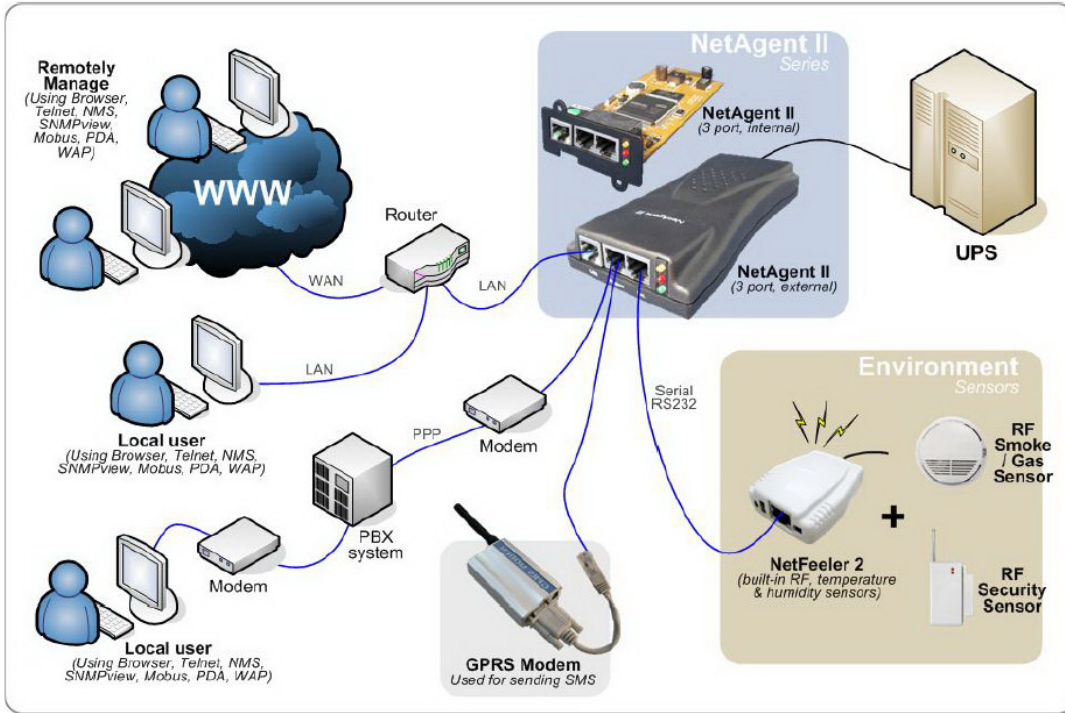 Remotely
Manage
(Using Browser,
Telnet, NMS,
SNMPview,
Mobus, PDA,
WAP)
WWW
Router
WAN
LAN
LAN
NetAgent II
Series
NetAgent II
(3 port, internal)
NetAgent II
(3 port, external)
UPS
Local user
(Using Browser, Telnet, NMS,
SNMPview, Mobus, PDA, WAP)
PPP
Modem
Serial
RS232
PBX
system
Modem
Local user
(Using Browser, Telnet, NMS,
SNMPview, Mobus, PDA, WAP)
GPRS Modem
Used for sending SMS
Environment
Sensors
RF
Smoke
/ Gas
Sensor
+
NetFeeler 2
(built-in RF, temperature
& humidity sensors)
RF
Security
Sensor